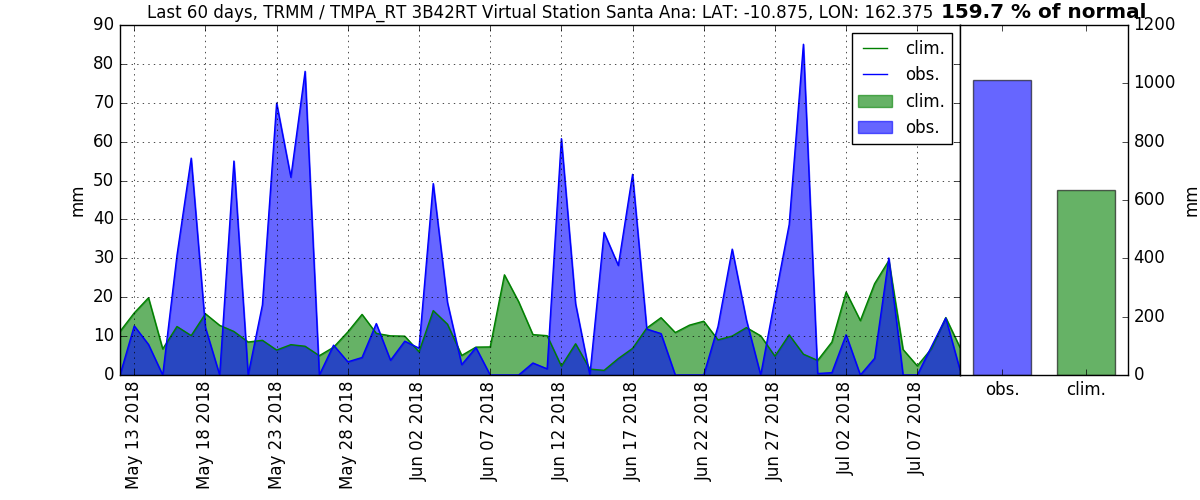 Last 60 days, TRMM / TMPA_RT 3B42RT Virtual Station Santa Ana: LAT: -10.875, LON: 162.375 159.7 % of normal
90
80
70
60
50
40
30
20
10
0
mm
clim.
obs.
clim.
obs.
1200
1000
800
600
400
200
0
mm
May 13 2018
May 18 2018
May 23 2018
May 28 2018
Jun 02 2018
Jun 07 2018
Jun 12 2018
Jun 17 2018
Jun 22 2018
Jun 27 2018
Jul 02 2018
Jul 07 2018
obs.
clim.